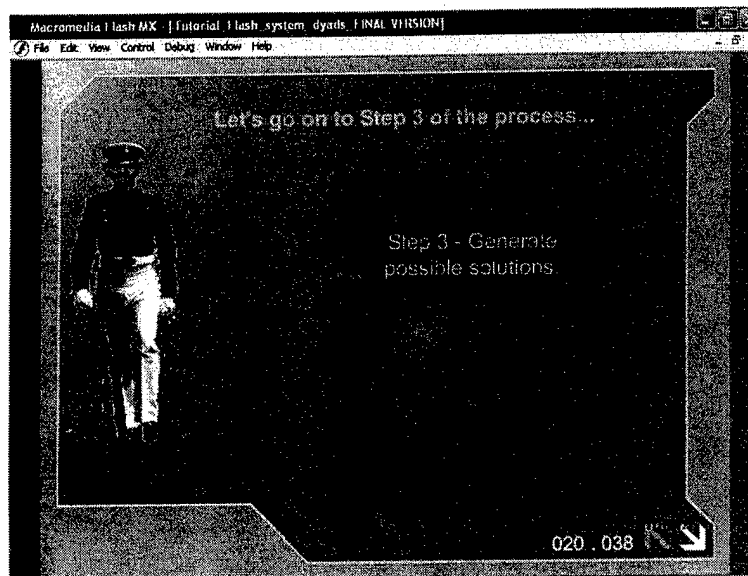 Macromedia Flash MX - [Tutorial_Flash_system_dyads_FINAL VERSION]
File Edit View Control Debug Window Help
Let's go on to Step 3 of the process...
Step 3 - Generate
possible solutions.
020 . 038